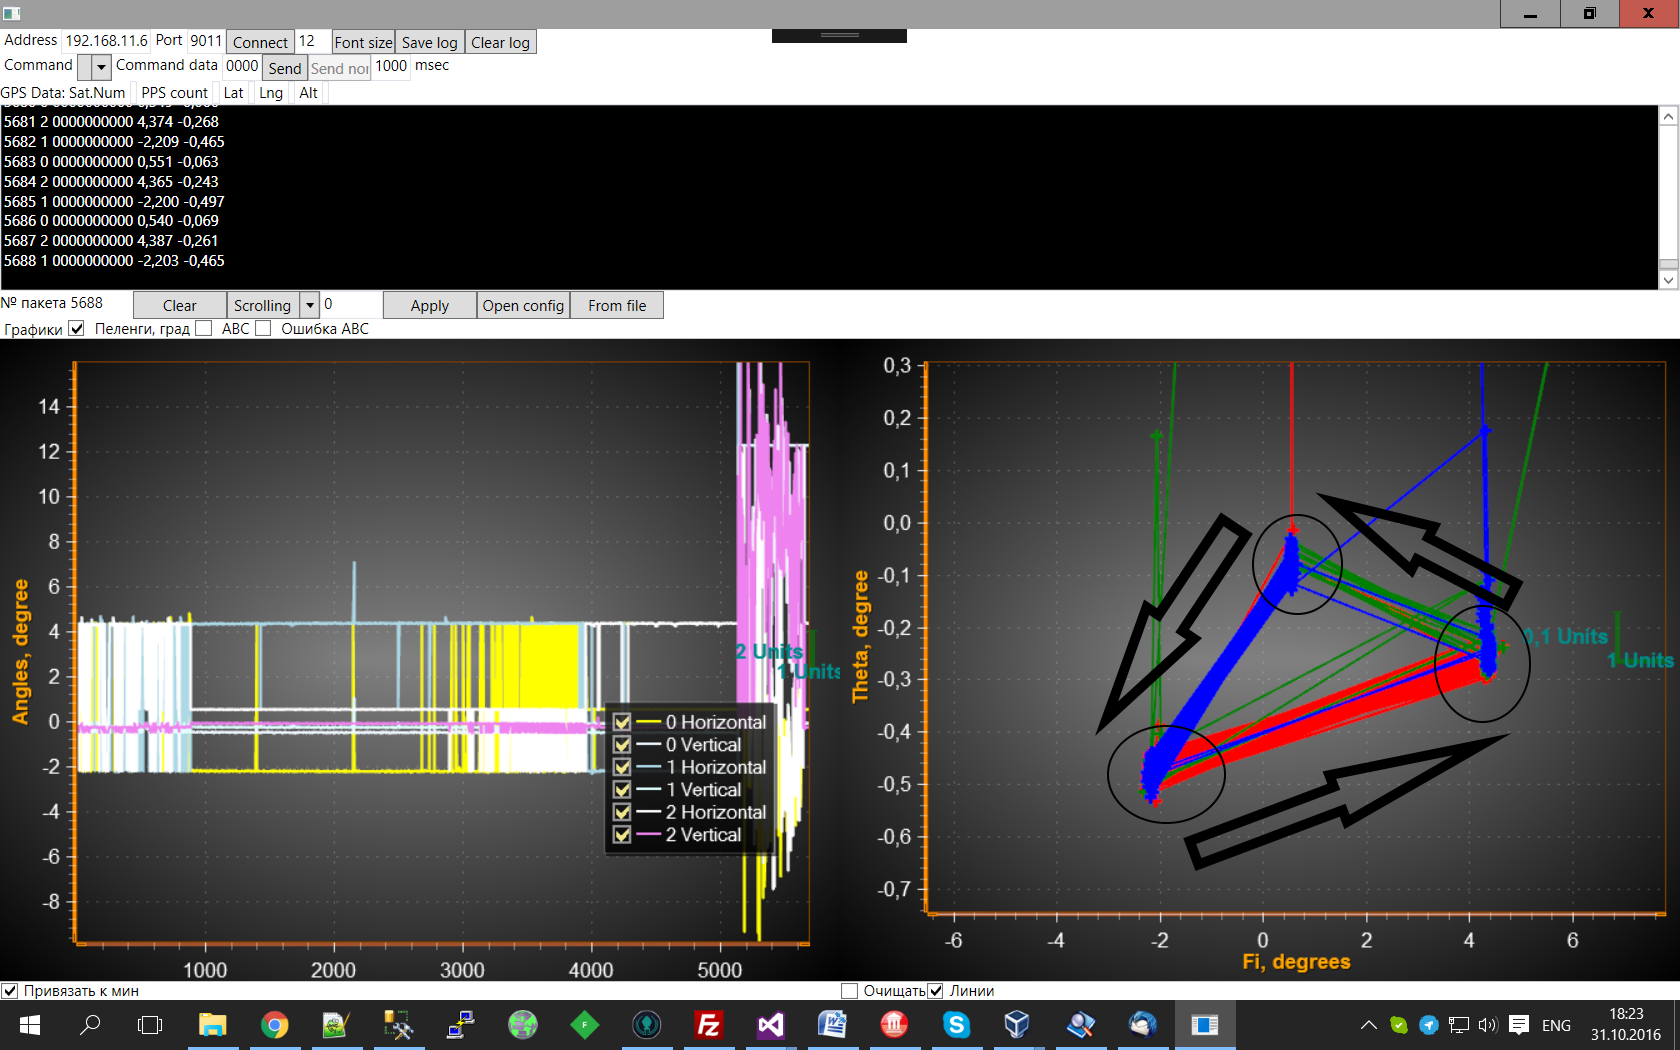 Address 192.168.11.6 Port 9011 Connect 12 Font size Save log Clear log
Command Command data 0000 Send Send nor 1000 msec
GPS Data: Sat.Num PPS count Lat Lng Alt
5681 2 0000000000 4,374 -0,268
5682 1 0000000000 -2,209 -0,465
5683 0 0000000000 0,551 -0,063
5684 2 0000000000 4,365 -0,243
5685 1 0000000000 -2,200 -0,497
5686 0 0000000000 0,540 -0,069
5687 2 0000000000 4,387 -0,261
5688 1 0000000000 -2,203 -0,465
№ пакета 5688 Clear Scrolling 0 Apply Open config From file
Графики Пеленги, град ABC Ошибка ABC
14
12
10
8
6
4
2
0
-2
-4
-6
-8
Angles, degree
1000 2000 3000 4000 5000
2 Units
1 Units
0 Horizontal
0 Vertical
1 Horizontal
1 Vertical
2 Horizontal
2 Vertical
0,3
0,2
0,1
0,0
-0,1
-0,2
-0,3
-0,4
-0,5
-0,6
-0,7
Theta, degree
0,1 Units
1 Units
-6 -4 -2 0 2 4 6
Fi, degrees
Привязать к мин Очищать Линии
ENG
18:23
31.10.2016